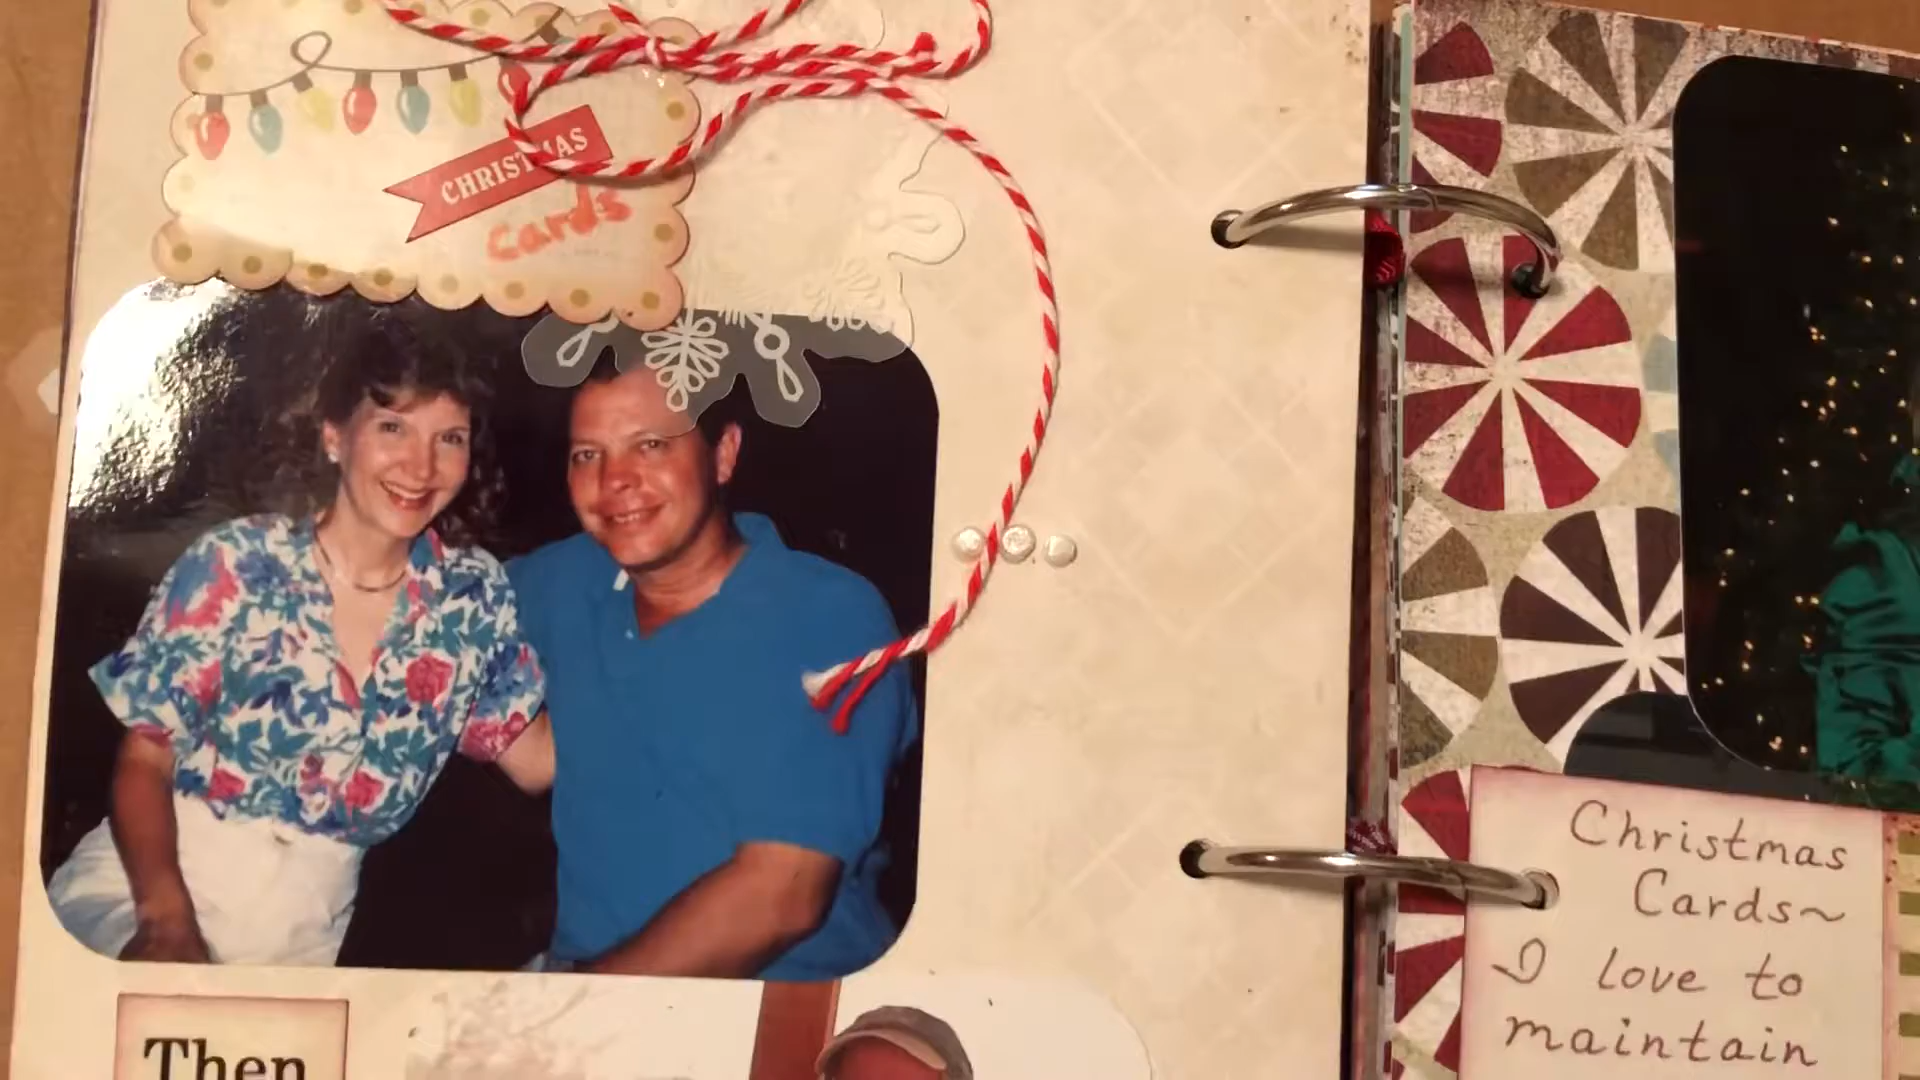 CHRISTMAS
cards
Then
Christmas
Cards~
I love to
maintain